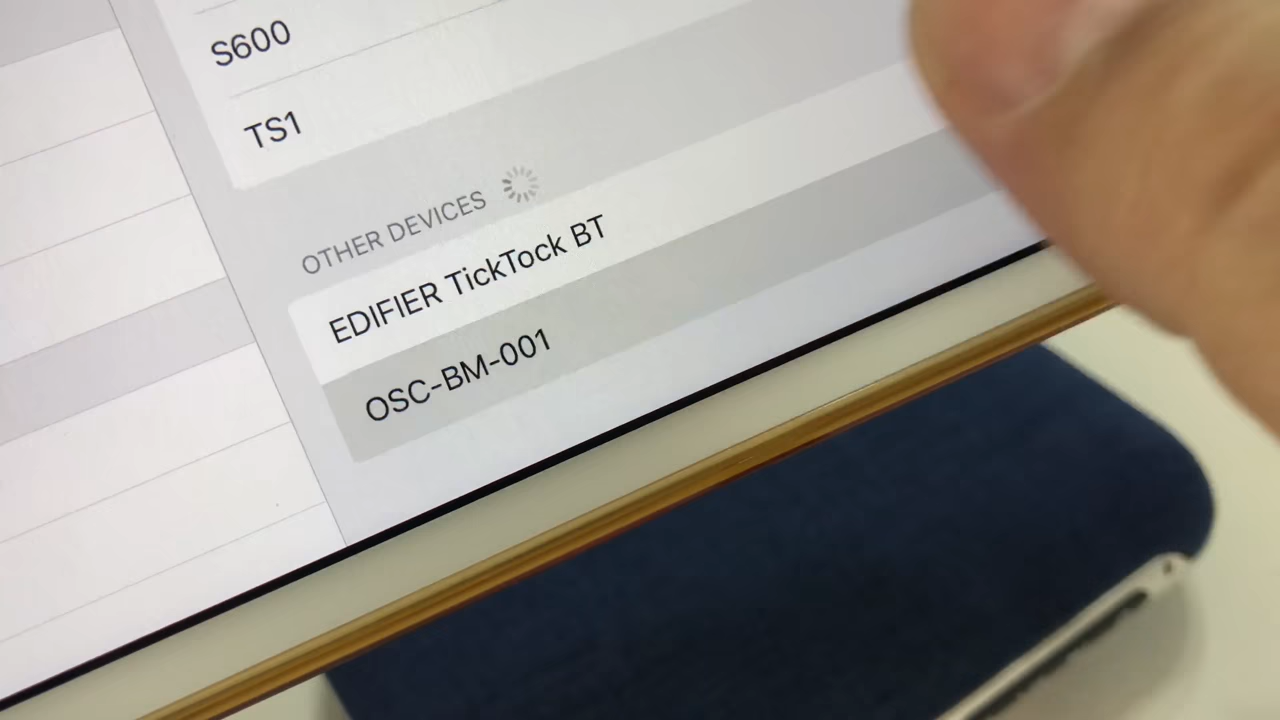 S600
TS1
OTHER DEVICES
EDIFIER TickTock BT
OSC-BM-001